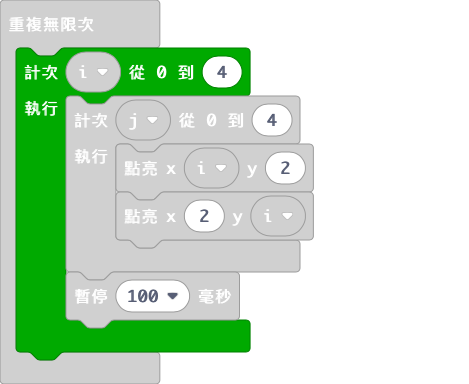 重複無限次
計次 i 從 0 到 4
執行
計次 j 從 0 到 4
執行
點亮 x i y 2
點亮 x 2 y i
暫停 100 毫秒